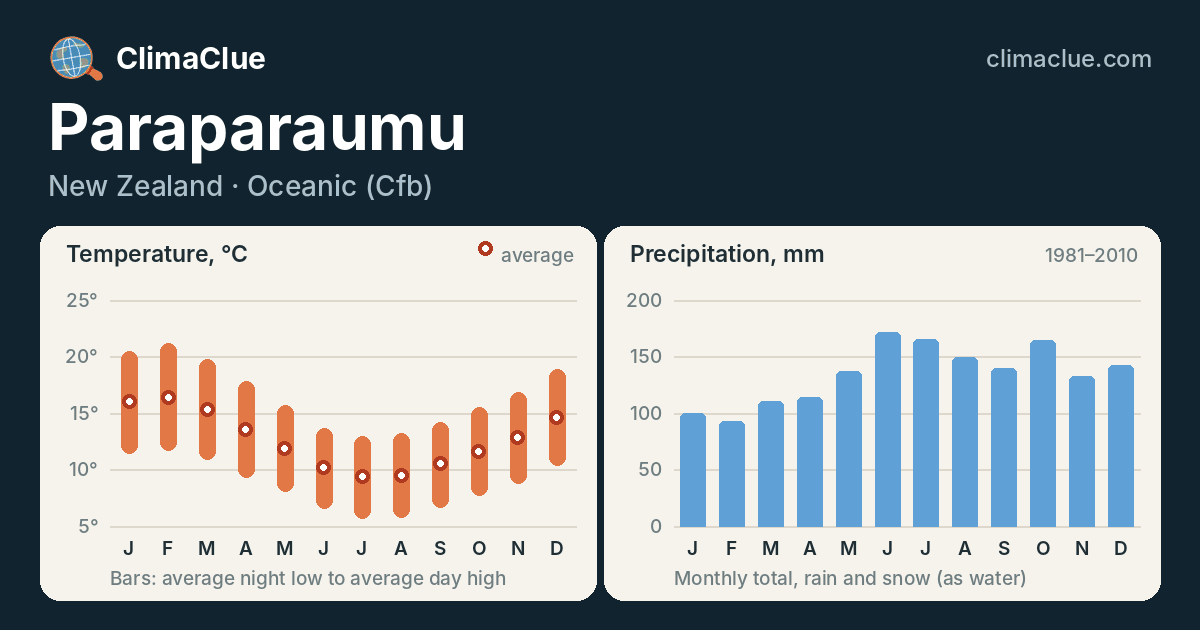 ClimaClue
climaclue.com
Paraparaumu
New Zealand · Oceanic (Cfb)
Temperature, °C
average
25°
20°
15°
10°
5°
J F M A M J J A S O N D
Bars: average night low to average day high
Precipitation, mm
1981–2010
200
150
100
50
0
J F M A M J J A S O N D
Monthly total, rain and snow (as water)